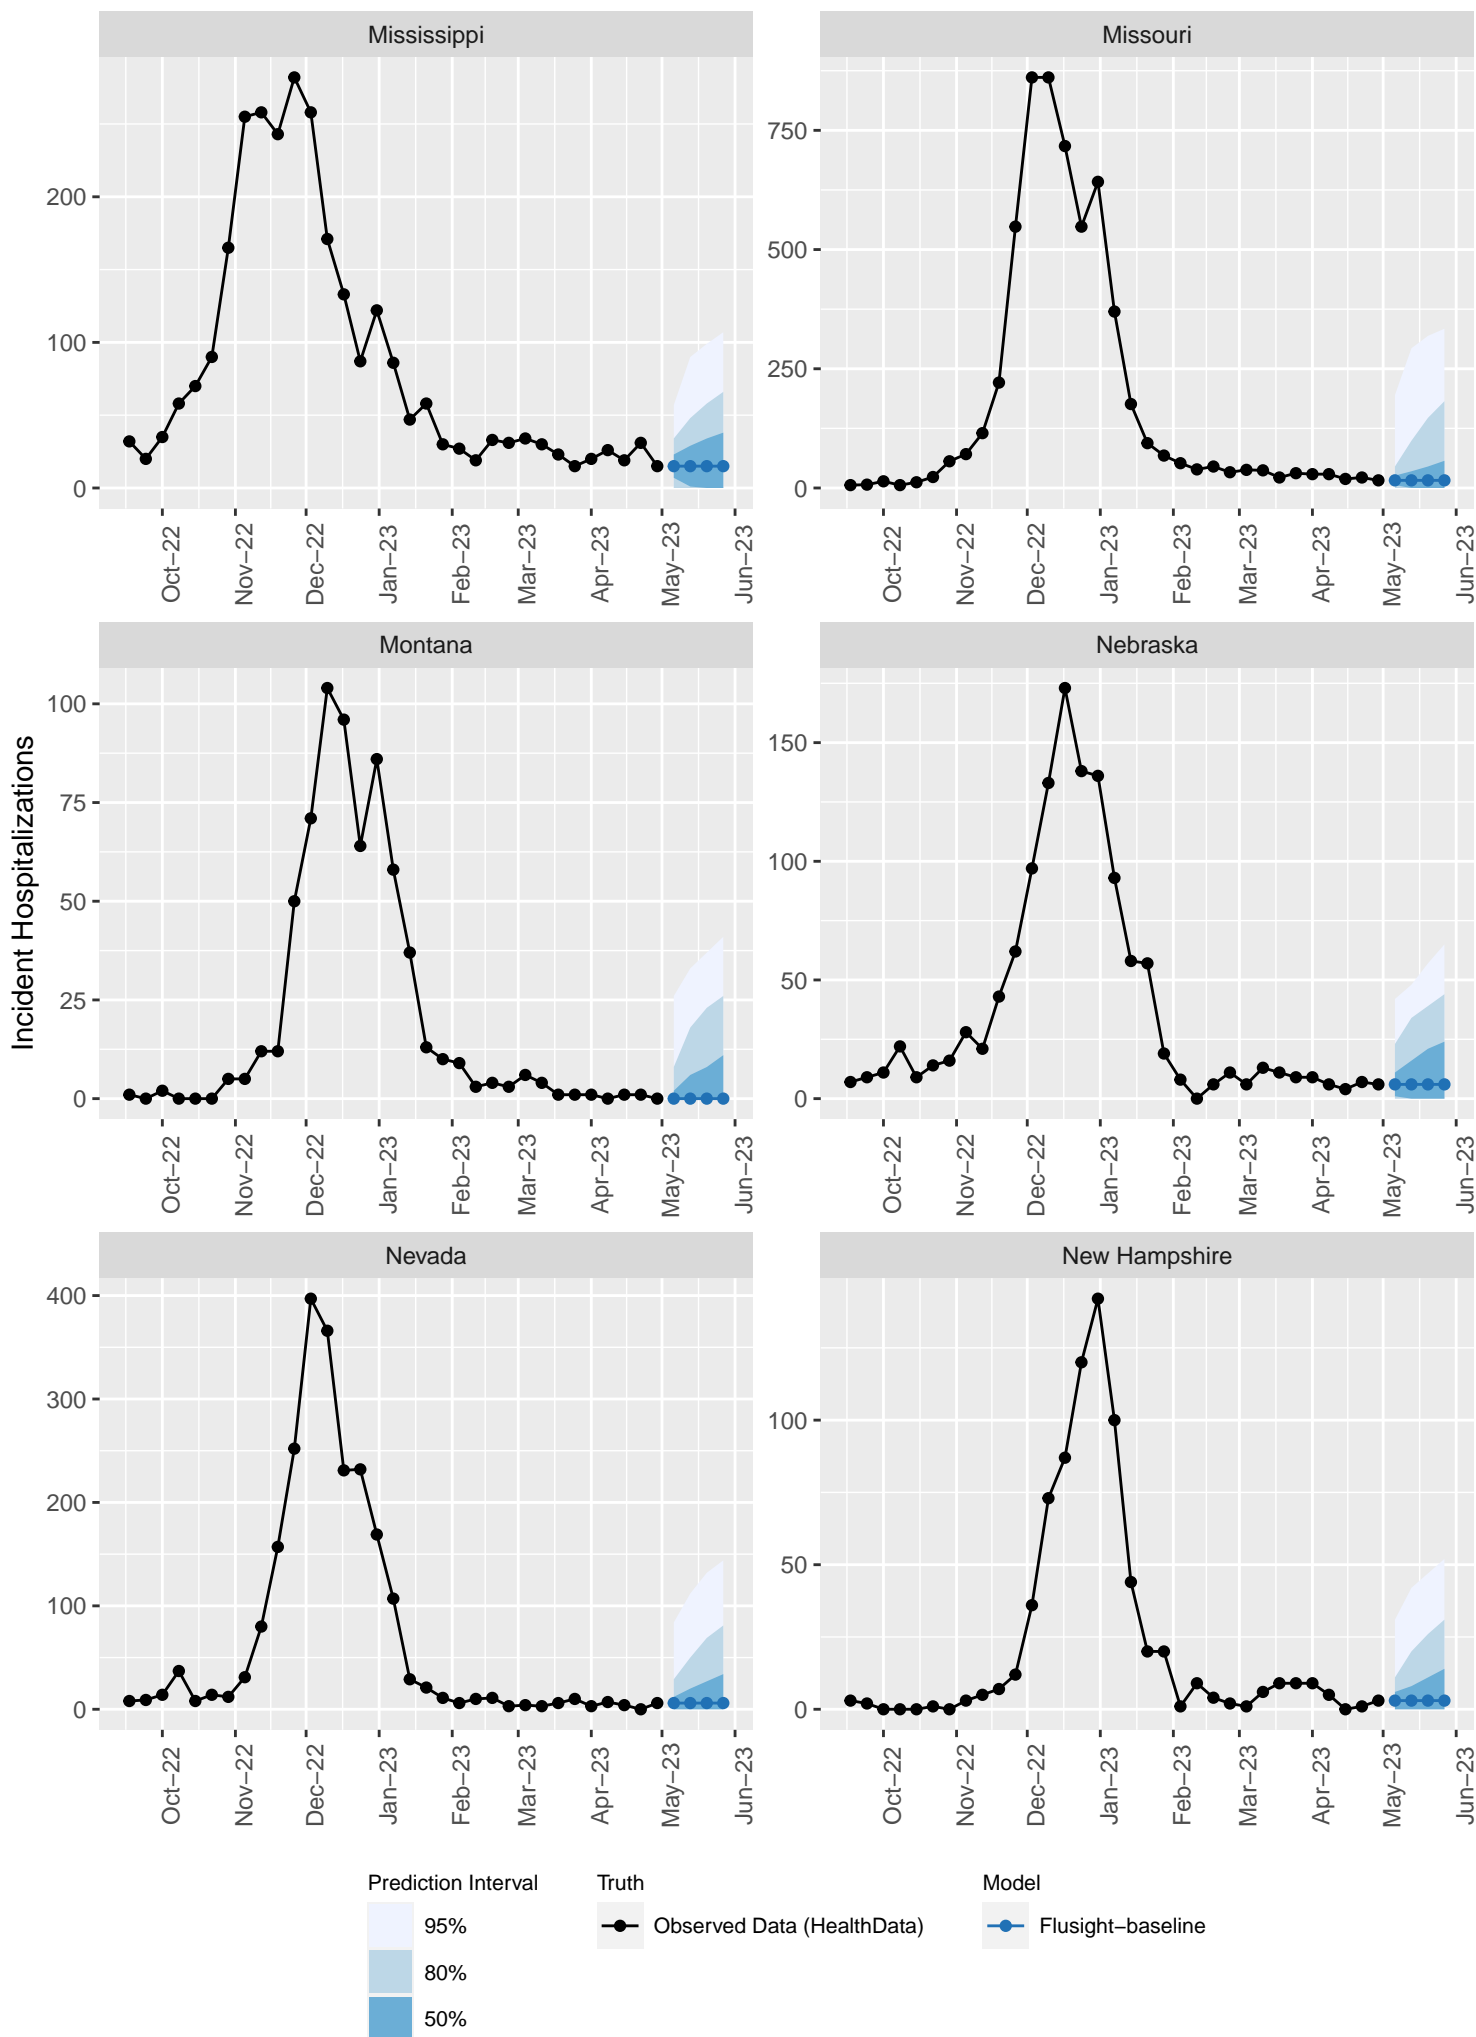 Mississippi
Missouri
200
100
0
750
500
250
0
Oct−22
Nov−22
Dec−22
Jan−23
Feb−23
Mar−23
Apr−23
May−23
Jun−23
Oct−22
Nov−22
Dec−22
Jan−23
Feb−23
Mar−23
Apr−23
May−23
Jun−23
Incident Hospitalizations
Montana
Nebraska
100
75
50
25
0
150
100
50
0
Oct−22
Nov−22
Dec−22
Jan−23
Feb−23
Mar−23
Apr−23
May−23
Jun−23
Oct−22
Nov−22
Dec−22
Jan−23
Feb−23
Mar−23
Apr−23
May−23
Jun−23
Nevada
New Hampshire
400
300
200
100
0
100
50
0
Oct−22
Nov−22
Dec−22
Jan−23
Feb−23
Mar−23
Apr−23
May−23
Jun−23
Oct−22
Nov−22
Dec−22
Jan−23
Feb−23
Mar−23
Apr−23
May−23
Jun−23
Prediction Interval
95%
80%
50%
Truth
Observed Data (HealthData)
Model
Flusight−baseline